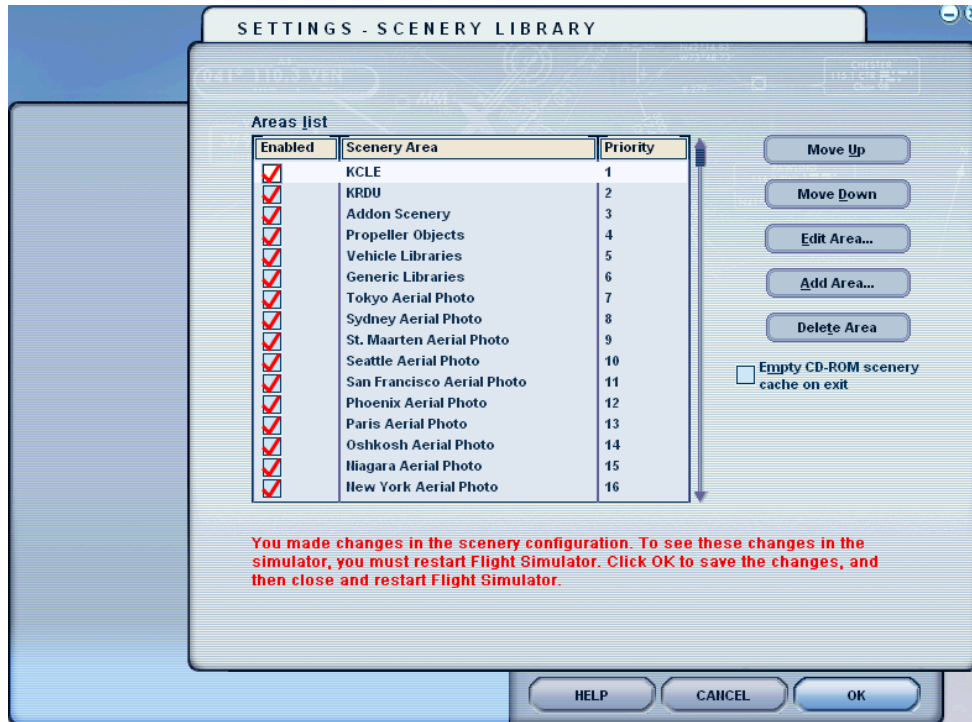 SETTINGS - SCENERY LIBRARY
041° 110.5 VEN
CHESTER
Areas list
Enabled Scenery Area Priority
KCLE 1
KRDU 2
Addon Scenery 3
Propeller Objects 4
Vehicle Libraries 5
Generic Libraries 6
Tokyo Aerial Photo 7
Sydney Aerial Photo 8
St. Maarten Aerial Photo 9
Seattle Aerial Photo 10
San Francisco Aerial Photo 11
Phoenix Aerial Photo 12
Paris Aerial Photo 13
Oshkosh Aerial Photo 14
Niagara Aerial Photo 15
New York Aerial Photo 16
Move Up
Move Down
Edit Area...
Add Area...
Delete Area
Empty CD-ROM scenery
cache on exit
You made changes in the scenery configuration. To see these changes in the
simulator, you must restart Flight Simulator. Click OK to save the changes, and
then close and restart Flight Simulator.
HELP CANCEL OK